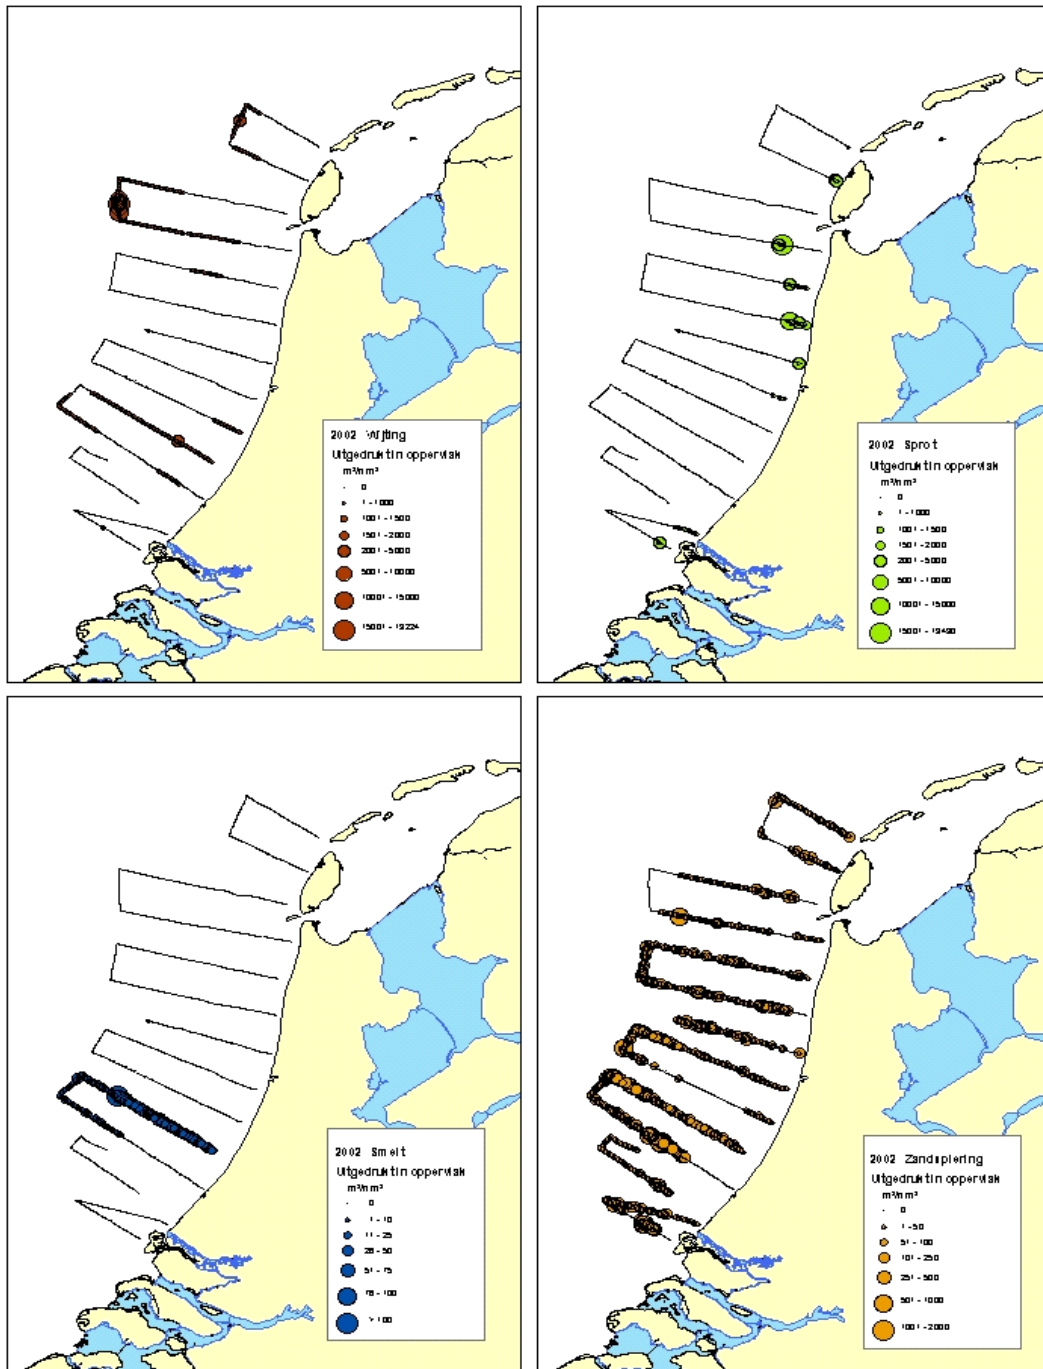 2002 Wijting
Uitgedrukt in oppervlak
m²/nm²
0
1 - 1000
1001 - 1500
1501 - 2000
2001 - 5000
5001 - 10000
10001 - 15000
15001 - 19224
2002 Sprot
Uitgedrukt in oppervlak
m²/nm²
0
1 - 1000
1001 - 1500
1501 - 2000
2001 - 5000
5001 - 10000
10001 - 15000
15001 - 19490
2002 Smelt
Uitgedrukt in oppervlak
m²/nm²
0
1 - 10
11 - 25
26 - 50
51 - 75
76 - 100
> 100
2002 Zandspiering
Uitgedrukt in oppervlak
m²/nm²
0
1 - 50
51 - 100
101 - 250
251 - 500
501 - 1000
1001 - 2000